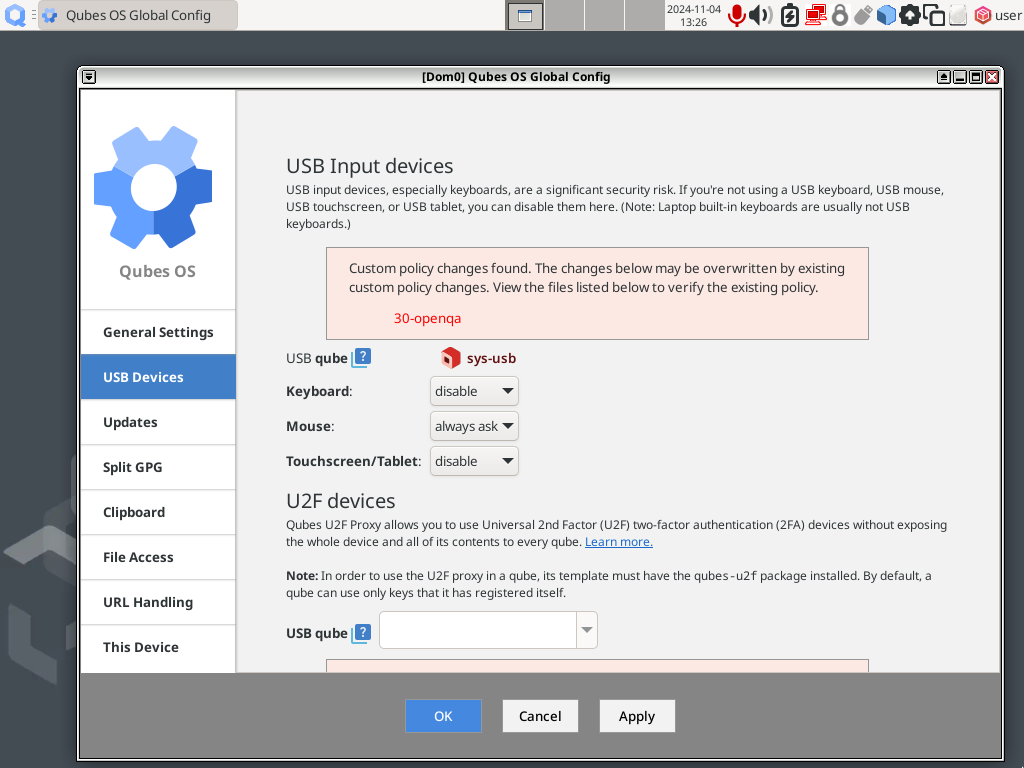 Qubes OS Global Config
2024-11-04
13:26
user
[Dom0] Qubes OS Global Config
Qubes OS
General Settings
USB Devices
Updates
Split GPG
Clipboard
File Access
URL Handling
This Device
USB Input devices
USB input devices, especially keyboards, are a significant security risk. If you're not using a USB keyboard, USB mouse,
USB touchscreen, or USB tablet, you can disable them here. (Note: Laptop built-in keyboards are usually not USB
keyboards.)
Custom policy changes found. The changes below may be overwritten by existing
custom policy changes. View the files listed below to verify the existing policy.
30-openqa
USB qube ? sys-usb
Keyboard: disable
Mouse: always ask
Touchscreen/Tablet: disable
U2F devices
Qubes U2F Proxy allows you to use Universal 2nd Factor (U2F) two-factor authentication (2FA) devices without exposing
the whole device and all of its contents to every qube. Learn more.
Note: In order to use the U2F proxy in a qube, its template must have the qubes-u2f package installed. By default, a
qube can use only keys that it has registered itself.
USB qube ?
OK Cancel Apply